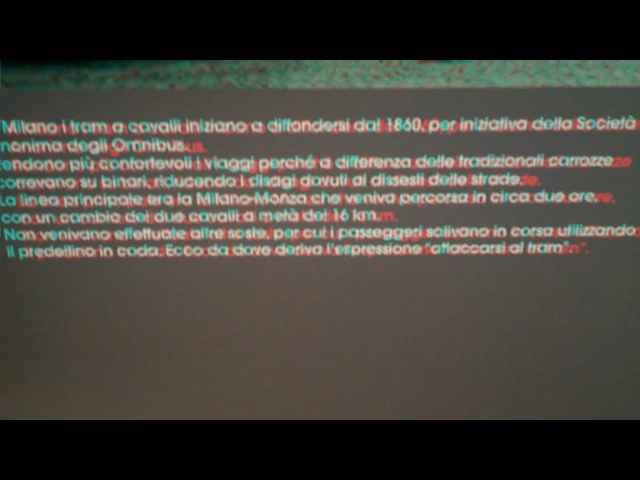 Milano i tram a cavalli iniziano a diffondersi dal 1860, per iniziativa della Società
nonima degli Omnibus.
endono più confortevoli i viaggi perché a differenza delle tradizionali carrozze
correvano su binari, riducendo i disagi dovuti ai dissesti delle strade.
La linea principale era la Milano-Monza che veniva percorsa in circa due ore,
con un cambio dei due cavalli a metà dei 16 km.
Non venivano effettuate altre soste, per cui i passeggeri salivano in corsa utilizzando
il predellino in coda. Ecco da dove deriva l'espressione "attaccarsi al tram".